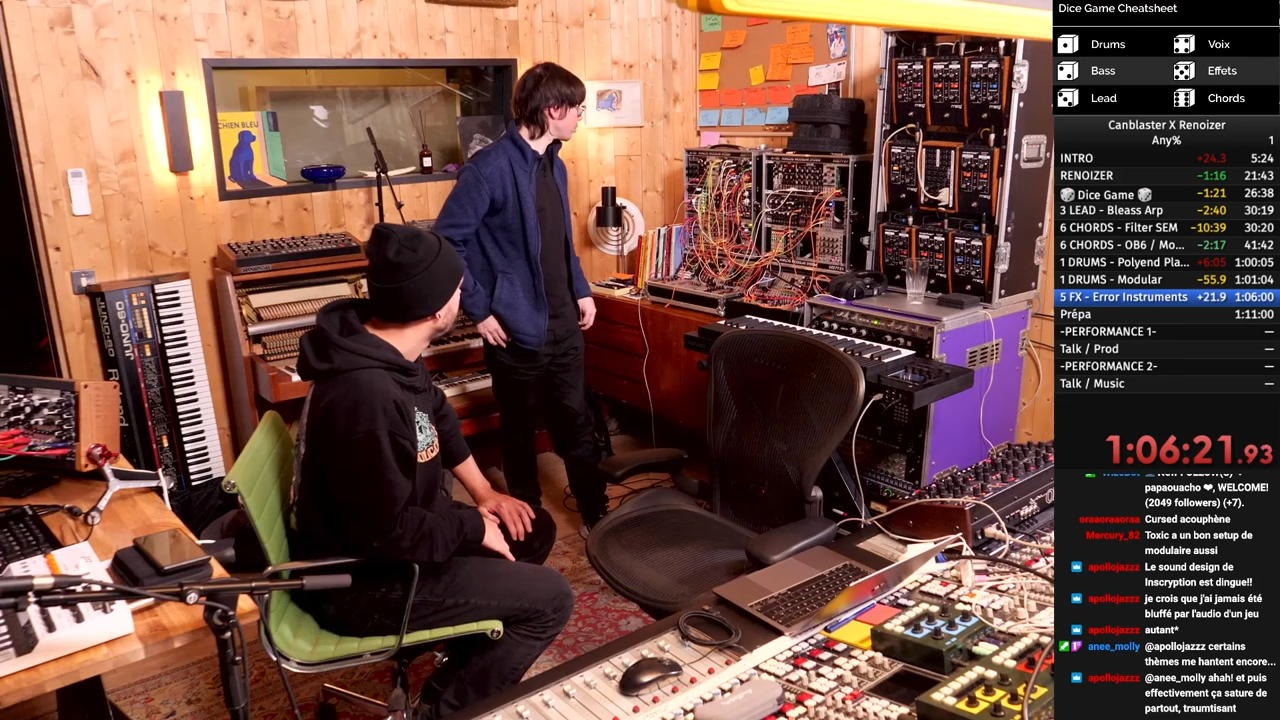 Dice Game Cheatsheet
Drums Voix
Bass Effets
Lead Chords
Canblaster X Renoizer
Any% 1
INTRO +24.3 5:24
RENOIZER −1:16 21:43
Dice Game −1:21 26:38
3 LEAD - Bleass Arp −2:40 30:19
6 CHORDS - Filter SEM −10:39 30:20
6 CHORDS - OB6 / Mo... −2:17 41:42
1 DRUMS - Polyend Pla... +6:05 1:00:05
1 DRUMS - Modular −55.9 1:01:04
5 FX - Error Instruments +21.9 1:06:00
Prépa 1:11:00
-PERFORMANCE 1- —
Talk / Prod —
-PERFORMANCE 2- —
Talk / Music —
1:06:21.93
papaouacho ❤, WELCOME!
(2049 followers) (+7).
oraaoraaoraa Cursed acouphène
Mercury_82 Toxic a un bon setup de
modulaire aussi
apollojazzz Le sound design de
Inscryption est dingue!!
apollojazzz je crois que j'ai jamais été
bluffé par l'audio d'un jeu
apollojazzz autant*
anee_molly @apollojazzz certains
thèmes me hantent encore...
apollojazzz @anee_molly ahah! et puis
effectivement ça sature de
partout, traumtisant
CHIEN BLEU
JUNO-60